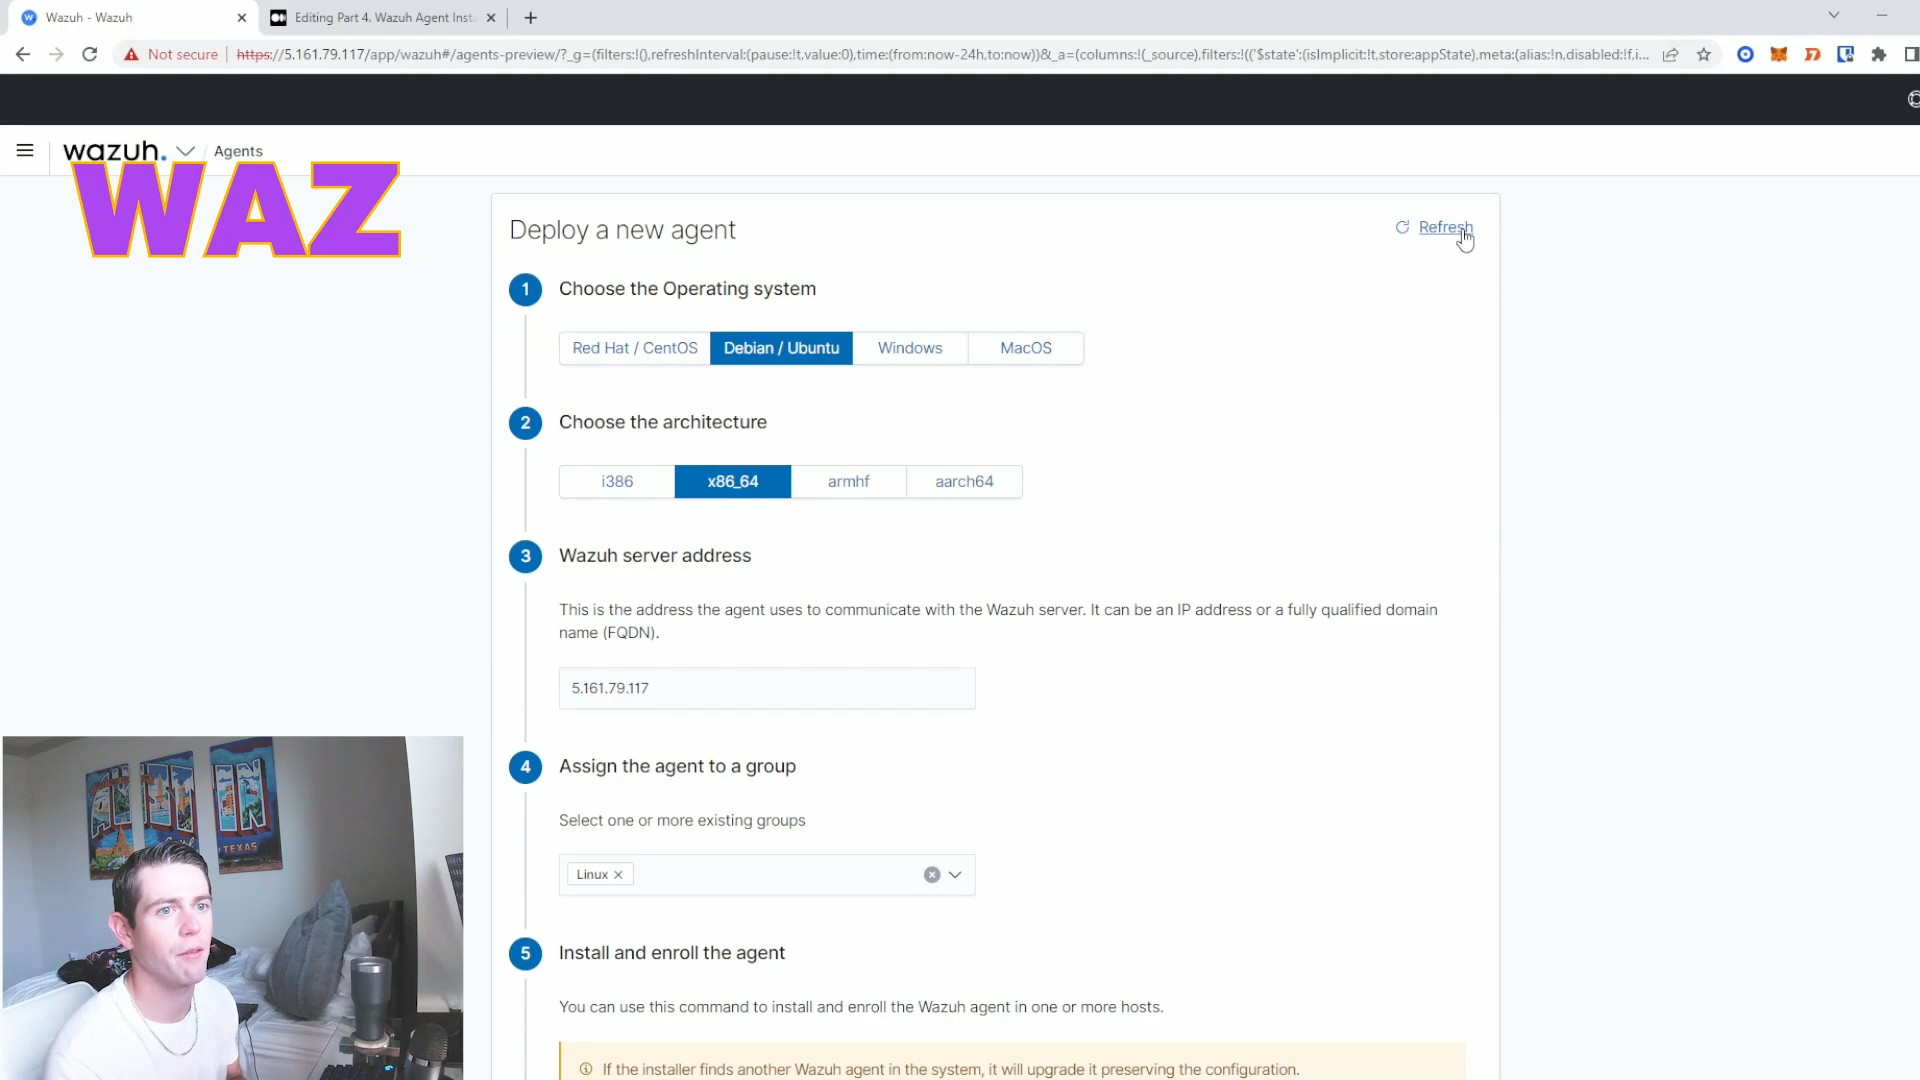 Wazuh - Wazuh
Editing Part 4. Wazuh Agent Insta
Not secure
https://5.161.79.117/app/wazuh#/agents-preview/?_g=(filters:!(),refreshInterval:(pause:!t,value:0),time:(from:now-24h,to:now))&_a=(columns:!(_source),filters:!(('$state':(isImplicit:!t,store:appState),meta:(alias:!n,disabled:!f,i...
wazuh. / Agents
WAZ
Deploy a new agent
Refresh
1 Choose the Operating system
Red Hat / CentOS
Debian / Ubuntu
Windows
MacOS
2 Choose the architecture
i386
x86_64
armhf
aarch64
3 Wazuh server address
This is the address the agent uses to communicate with the Wazuh server. It can be an IP address or a fully qualified domain
name (FQDN).
5.161.79.117
4 Assign the agent to a group
Select one or more existing groups
Linux
5 Install and enroll the agent
You can use this command to install and enroll the Wazuh agent in one or more hosts.
If the installer finds another Wazuh agent in the system, it will upgrade it preserving the configuration.
AUSTIN
TEXAS